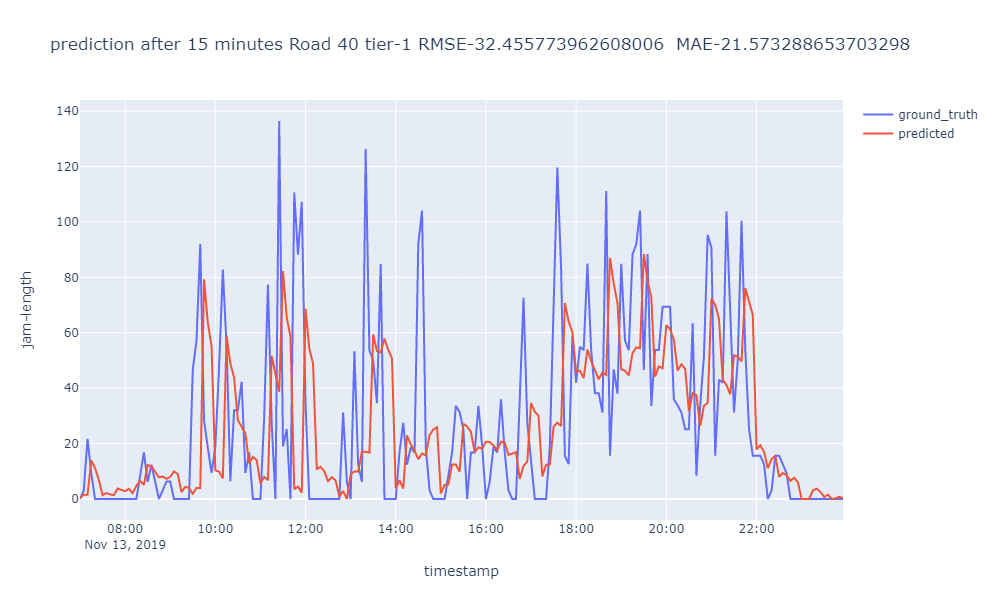 prediction after 15 minutes Road 40 tier-1 RMSE-32.455773962608006  MAE-21.573288653703298
ground_truth
predicted
jam-length
140
120
100
80
60
40
20
0
08:00 10:00 12:00 14:00 16:00 18:00 20:00 22:00
Nov 13, 2019
timestamp